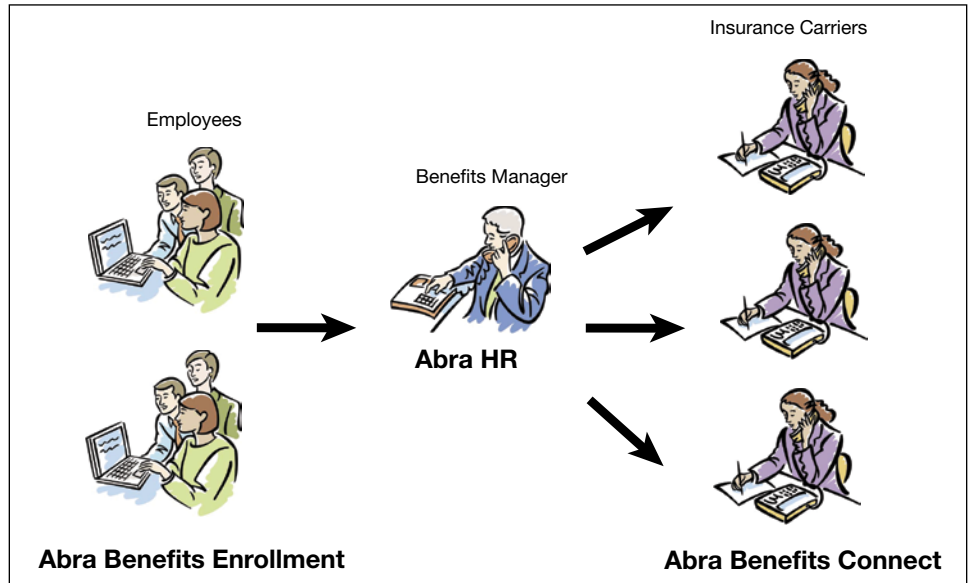 Insurance Carriers
Employees
Benefits Manager
Abra HR
Abra Benefits Enrollment
Abra Benefits Connect